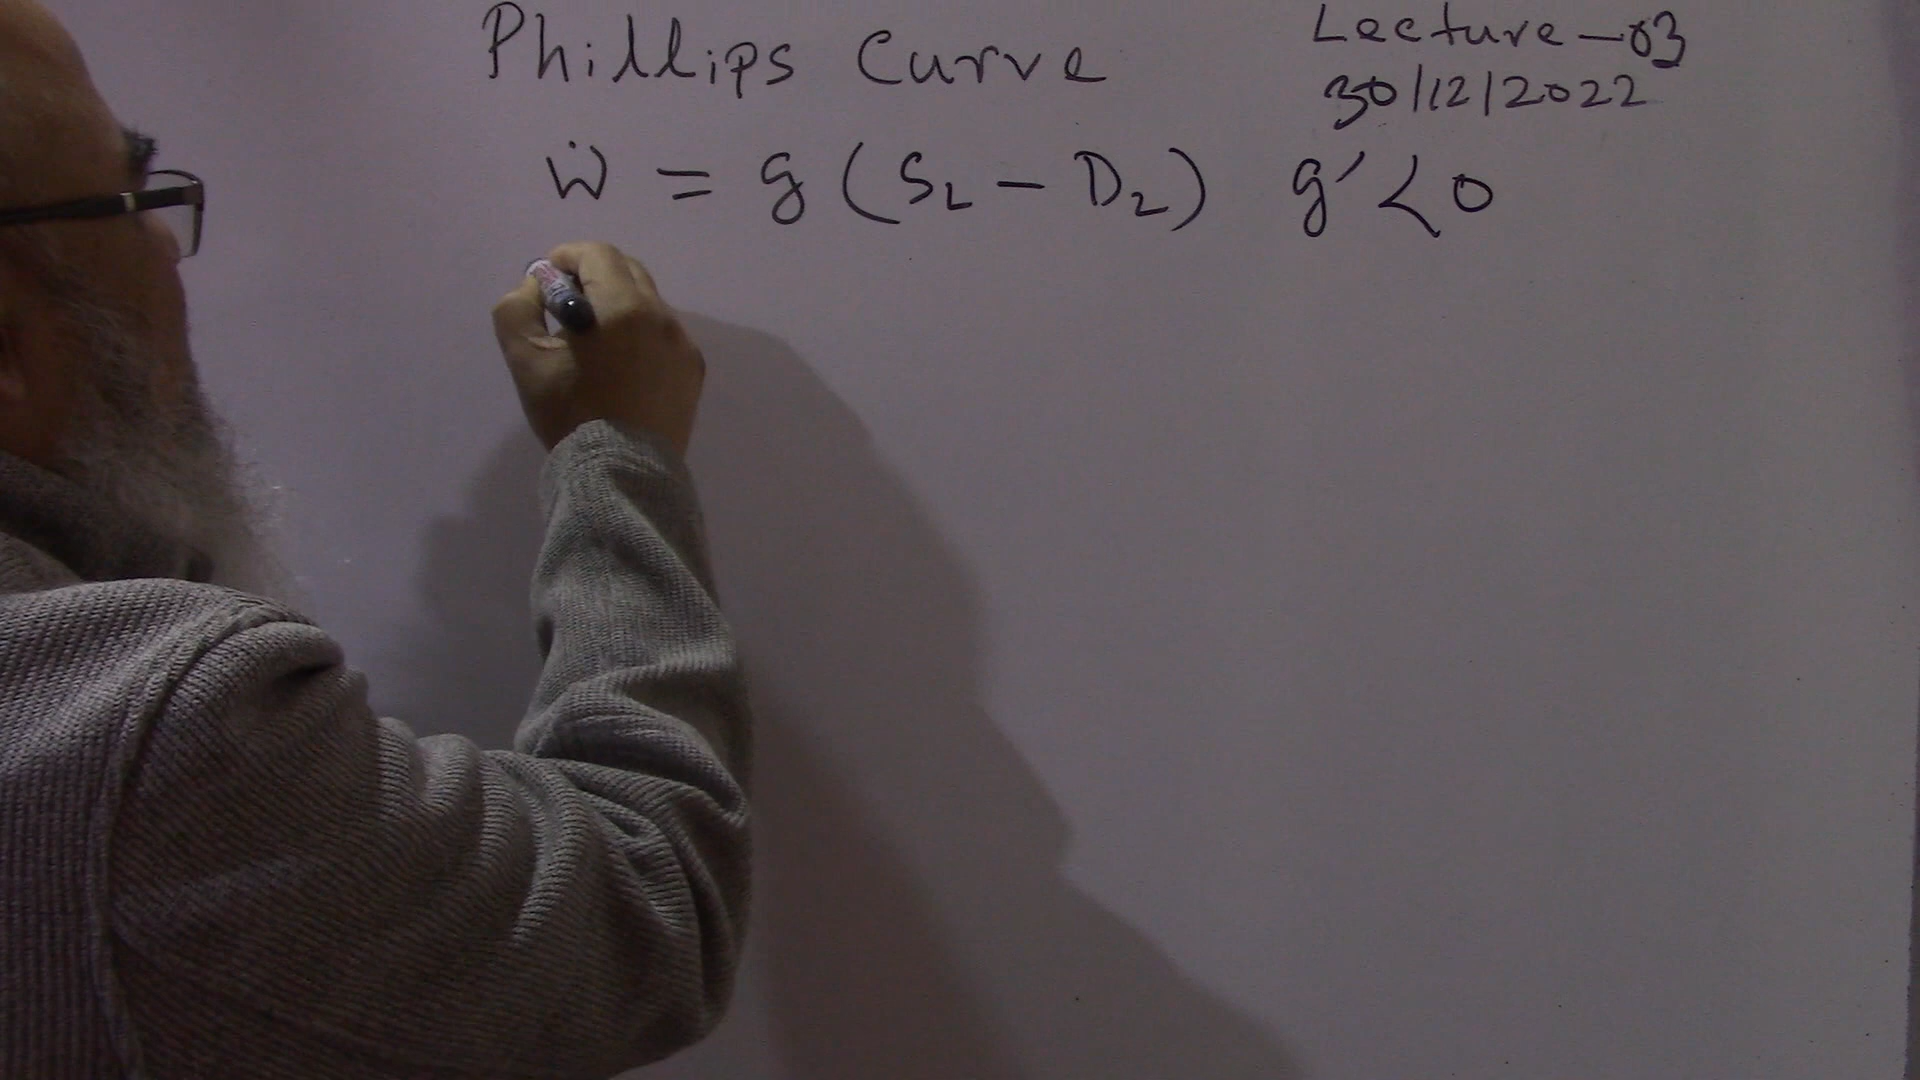 Phillips Curve
Lecture-03
30/12/2022
Ẇ = g (S_L - D_L) g' < 0